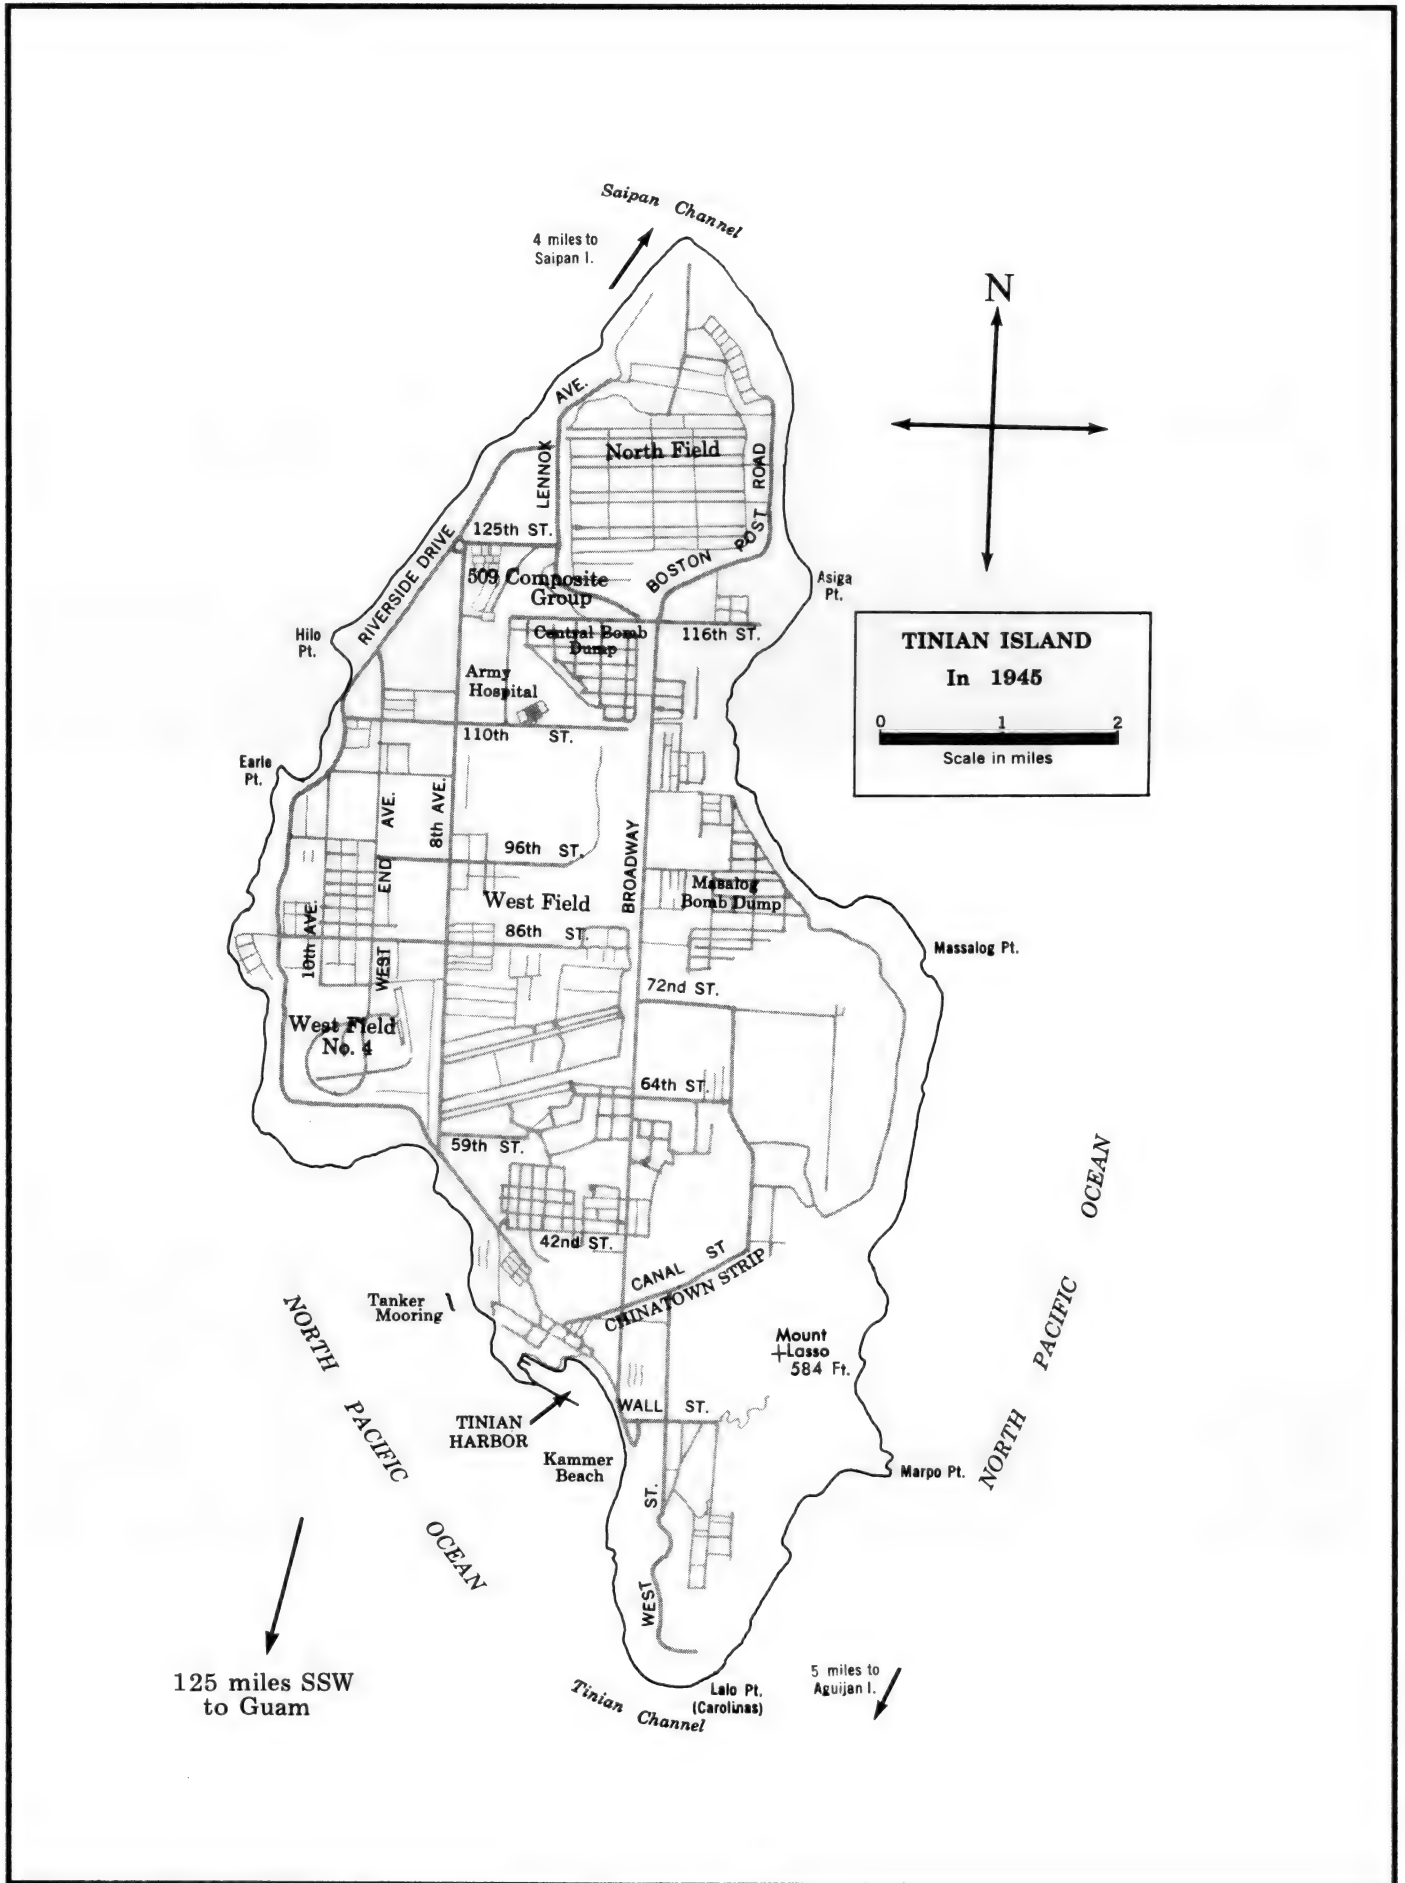 Saipan Channel
4 miles to
Saipan I.
N
LENNOX AVE.
North Field
BOSTON POST ROAD
125th ST.
RIVERSIDE DRIVE
509 Composite
Group
Asiga
Pt.
Hilo
Pt.
Central Bomb
Dump
116th ST.
TINIAN ISLAND
In 1945
0 1 2
Scale in miles
Army
Hospital
110th ST.
Earle
Pt.
8th AVE.
WEST END AVE.
BROADWAY
96th ST.
West Field
Masalog
Bomb Dump
10th AVE.
86th ST.
Massalog Pt.
72nd ST.
West Field
No. 4
64th ST.
59th ST.
42nd ST.
CANAL ST
CHINATOWN STRIP
NORTH PACIFIC OCEAN
Tanker
Mooring
Mount
Lasso
584 Ft.
WALL ST.
TINIAN
HARBOR
Kammer
Beach
Marpo Pt.
NORTH PACIFIC OCEAN
WEST ST.
125 miles SSW
to Guam
5 miles to
Aguijan I.
Lalo Pt.
(Carolinas)
Tinian Channel